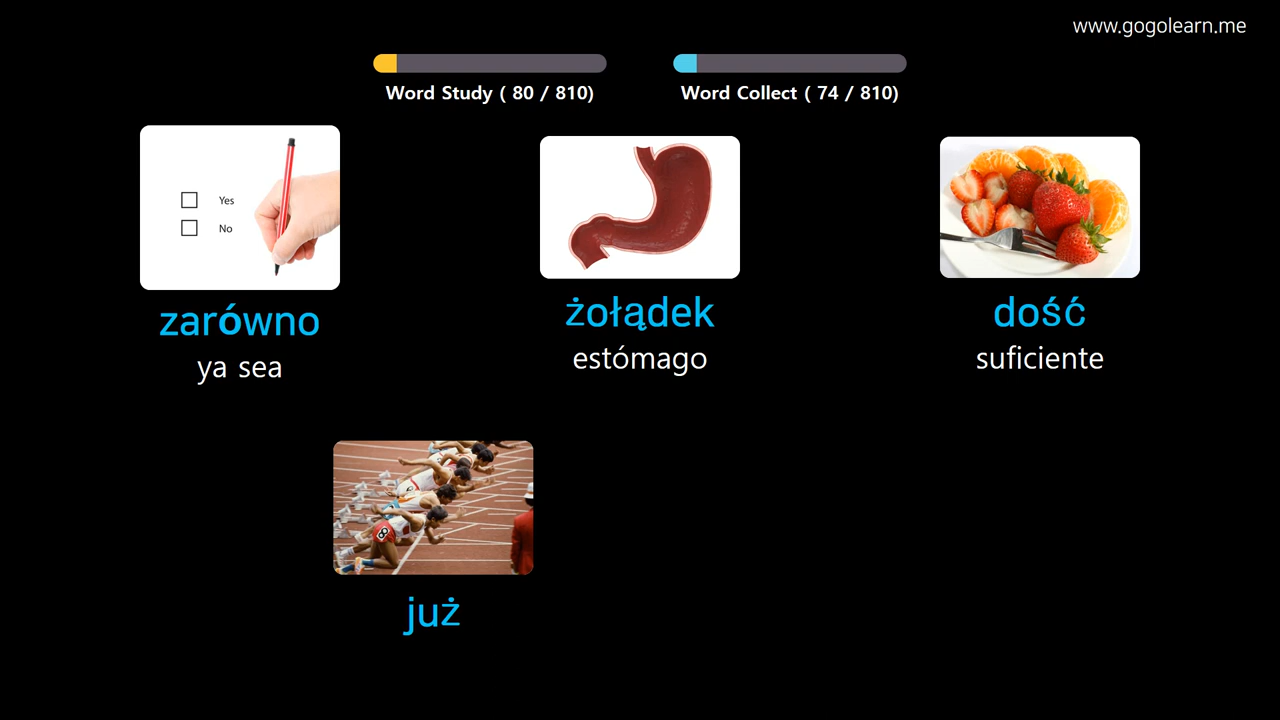 www.gogolearn.me
Word Study ( 80 / 810)
Word Collect ( 74 / 810)
Yes
No
zarówno
ya sea
żołądek
estómago
dość
suficiente
8
już